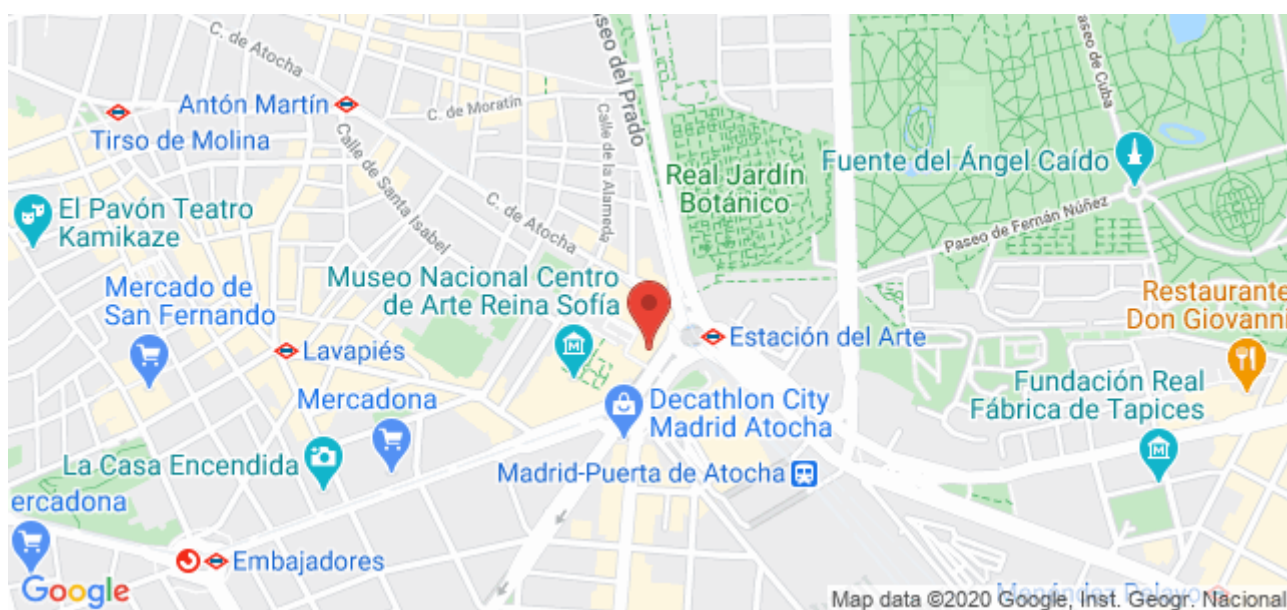 C. de Atocha
Paseo del Prado
aseo de Cuba
Antón Martín
C. de Moratín
Tirso de Molina
Calle de Santa Isabel
Calle de la Alameda
Real Jardín
Botánico
Fuente del Ángel Caído
El Pavón Teatro
Kamikaze
C. de Atocha
Paseo de Fernán Núñez
Museo Nacional Centro
de Arte Reina Sofía
Mercado de
San Fernando
Restaurante
Don Giovanni
Lavapiés
Estación del Arte
Mercadona
Decathlon City
Madrid Atocha
Fundación Real
Fábrica de Tapices
La Casa Encendida
Madrid-Puerta de Atocha
ercadona
Embajadores
Google
Menéndez Pelayo
Map data ©2020 Google, Inst. Geogr. Nacional